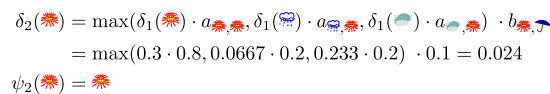 δ₂(☀) = max(δ₁(☀) · a☀,☀, δ₁(🌧) · a🌧,☀, δ₁(☁) · a☁,☀) · b☀,☂
= max(0.3 · 0.8, 0.0667 · 0.2, 0.233 · 0.2) · 0.1 = 0.024
ψ₂(☀) = ☀